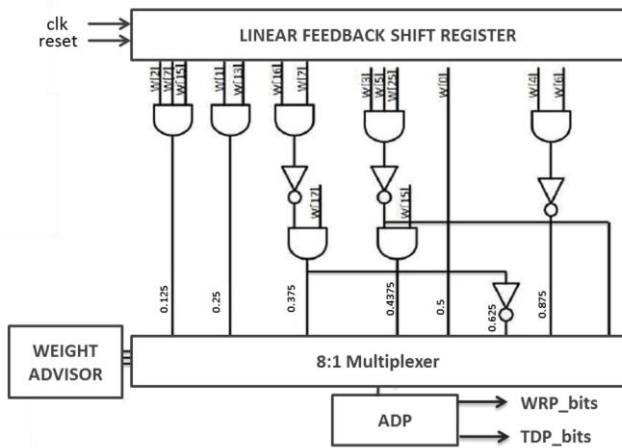 clk
reset
LINEAR FEEDBACK SHIFT REGISTER
W[2]
W[7]
W[15]
W[1]
W[13]
W[16]
W[7]
W[3]
W[5]
W[25]
W[0]
W[4]
W[6]
W[17]
W[15]
0.125
0.25
0.375
0.4375
0.5
0.625
0.875
WEIGHT
ADVISOR
8:1 Multiplexer
ADP
WRP_bits
TDP_bits